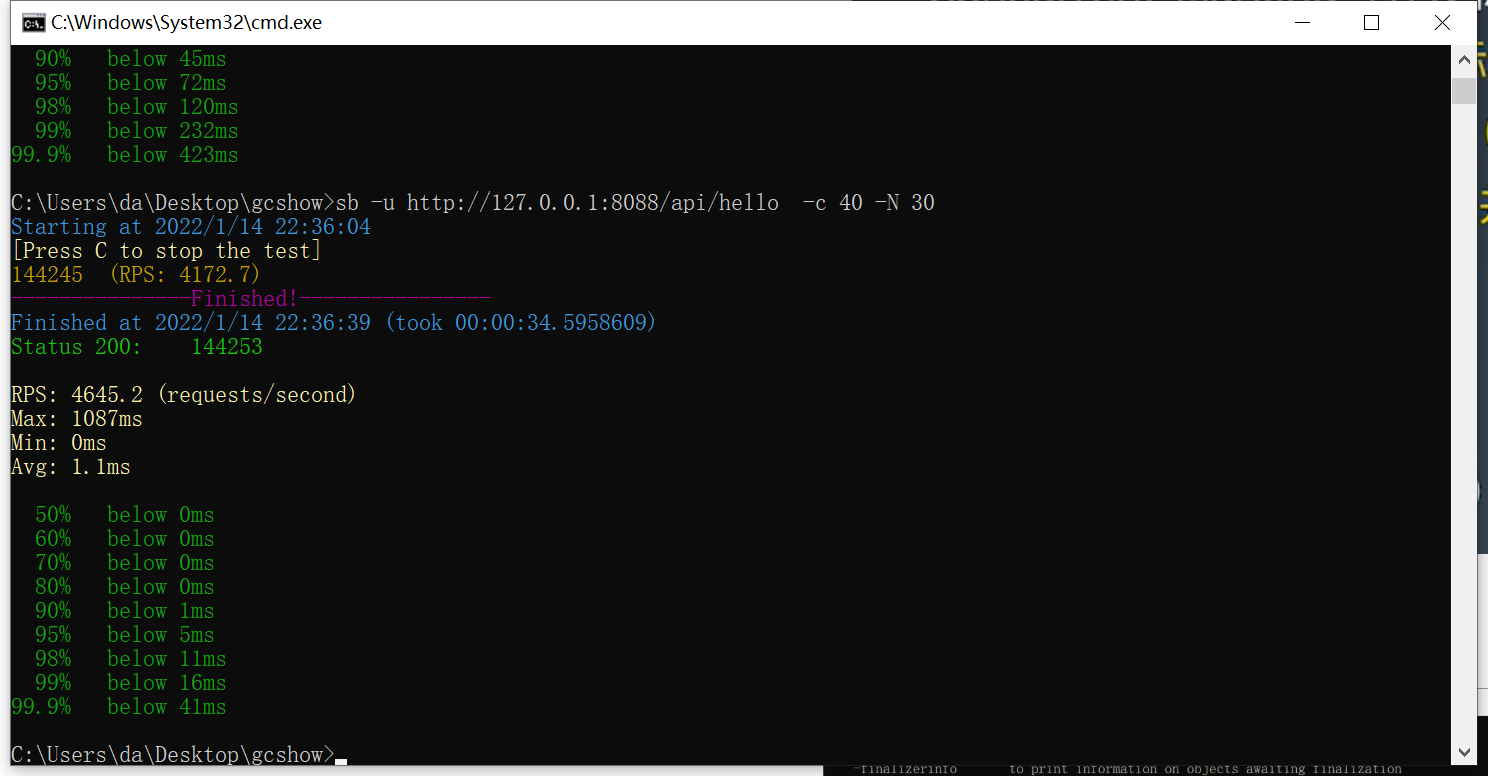 C:\Windows\System32\cmd.exe
90% below 45ms
95% below 72ms
98% below 120ms
99% below 232ms
99.9% below 423ms
C:\Users\da\Desktop\gcshow>sb -u http://127.0.0.1:8088/api/hello -c 40 -N 30
Starting at 2022/1/14 22:36:04
[Press C to stop the test]
144245 (RPS: 4172.7)
---------------Finished!----------------
Finished at 2022/1/14 22:36:39 (took 00:00:34.5958609)
Status 200: 144253
RPS: 4645.2 (requests/second)
Max: 1087ms
Min: 0ms
Avg: 1.1ms
50% below 0ms
60% below 0ms
70% below 0ms
80% below 0ms
90% below 1ms
95% below 5ms
98% below 11ms
99% below 16ms
99.9% below 41ms
C:\Users\da\Desktop\gcshow>
-finalizerinfo to print information on objects awaiting finalization